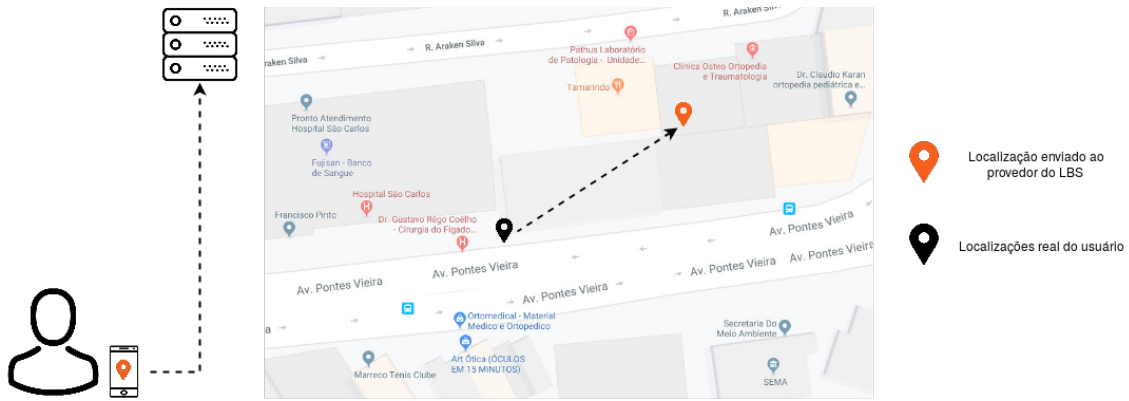 R. Araken Silva
R. Araken Silva
raken Silva
Pathus Laboratório
de Patologia - Unidade...
Clínica Osteo Ortopedia
e Traumatologia
Tamarindo
Dr. Claudio Karan
ortopedia pediátrica e...
Pronto Atendimento
Hospital São Carlos
Fujisan - Banco
de Sangue
Hospital São Carlos
Francisco Pinto
Dr. Gustavo Rêgo Coêlho
- Cirurgia do Fígado...
Av. Pontes Vieira
Av. Pontes Vieira
Av. Pontes Vieira
Av. Pontes Vieira
Av. Pontes Vieira
Av. Pontes Vieira
a
Ortomedical - Material
Medico e Ortopedico
Art Ótica (ÓCULOS
EM 15 MINUTOS)
Marreco Tenis Clube
Secretaria Do
Meio Ambiente
SEMA
Localização enviado ao
provedor do LBS
Localizações real do usuário